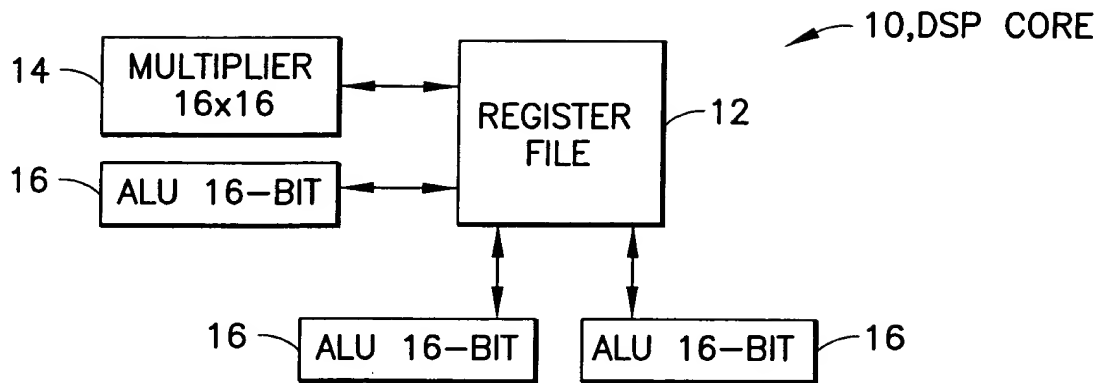 10,DSP CORE
14
MULTIPLIER
16x16
REGISTER
FILE
12
16
ALU 16-BIT
16
ALU 16-BIT
ALU 16-BIT
16